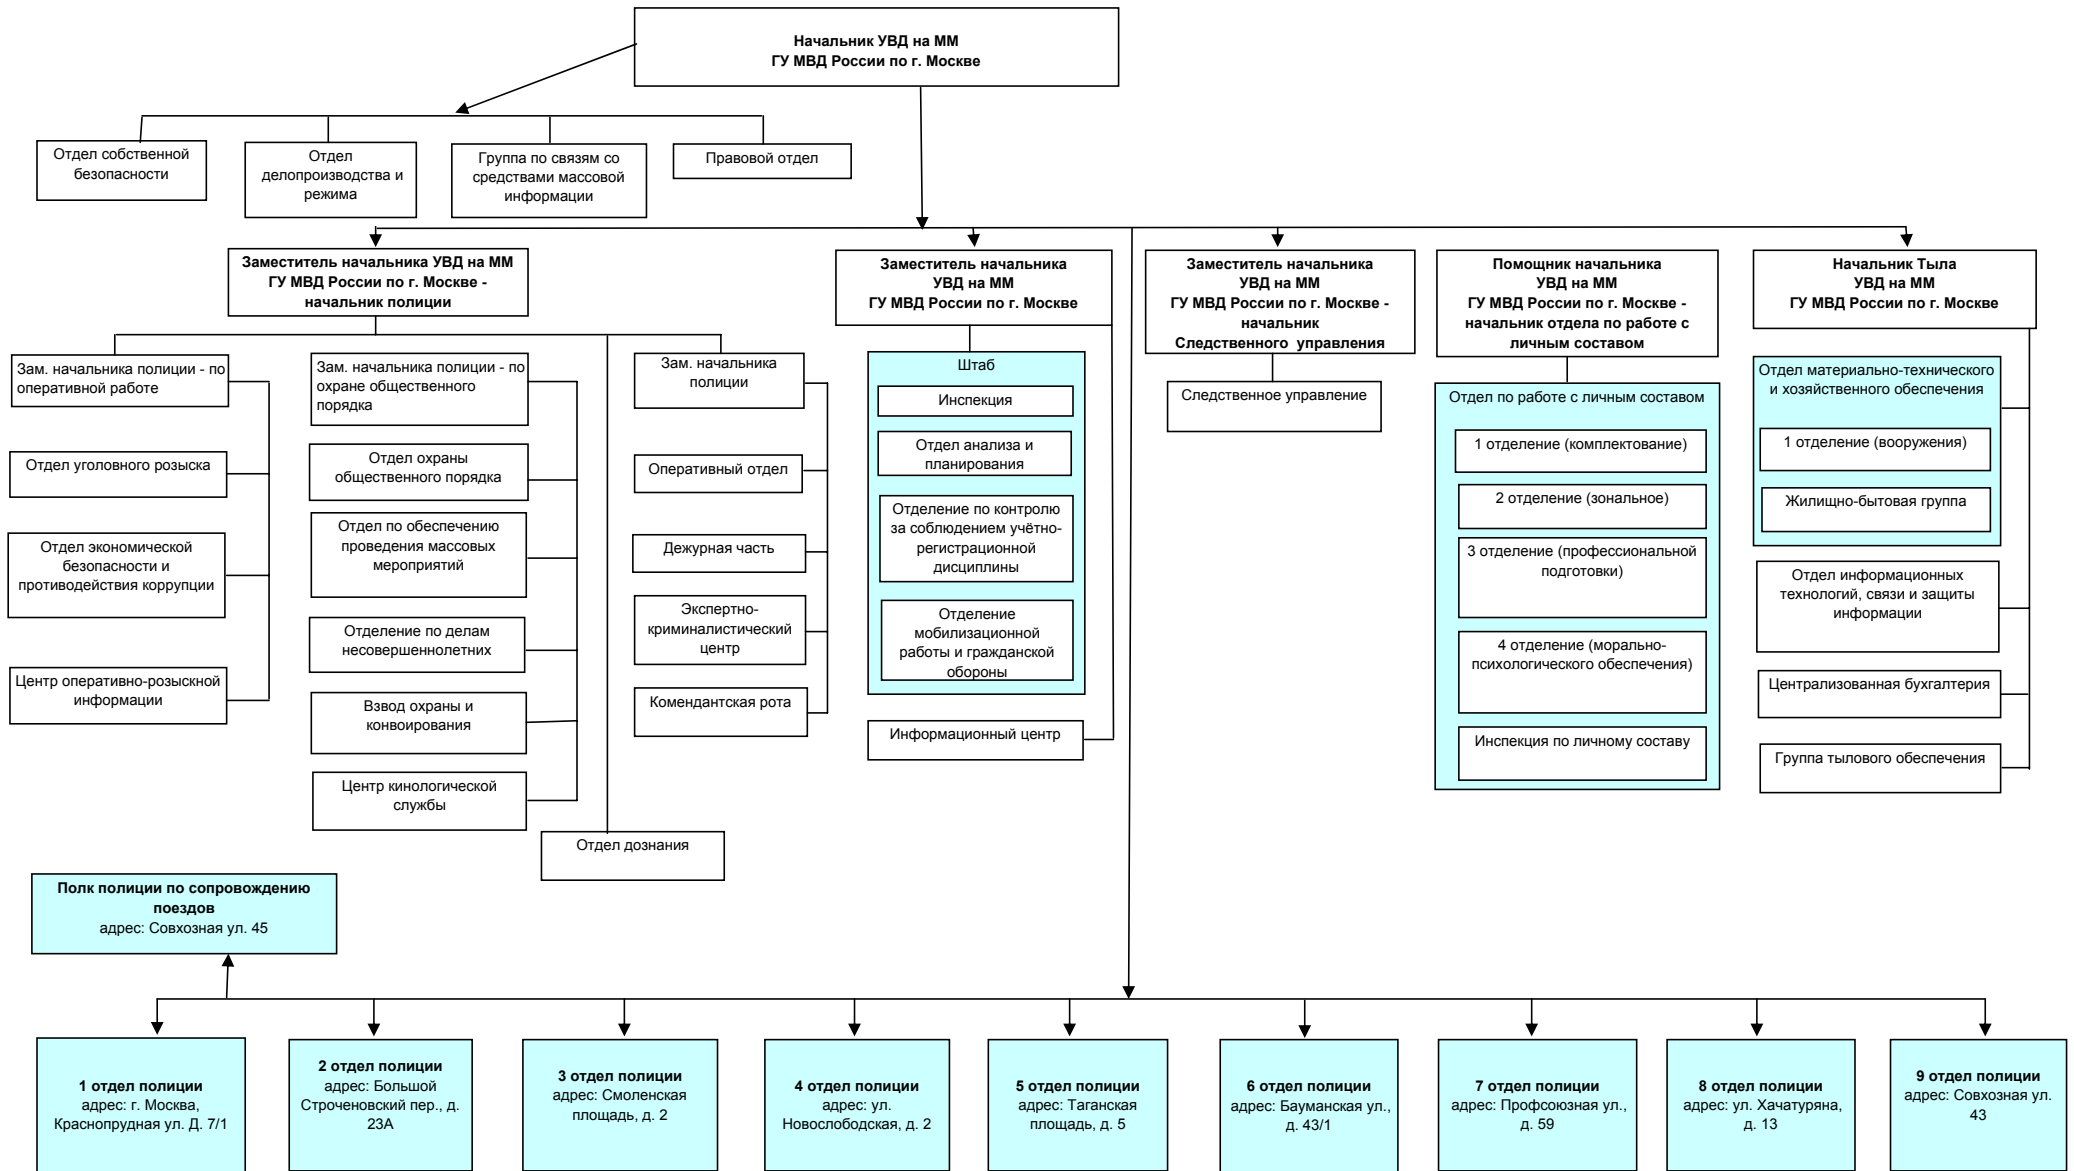 Начальник УВД на ММ
ГУ МВД России по г. Москве
Отдел собственной
безопасности
Отдел
делопроизводства и
режима
Группа по связям со
средствами массовой
информации
Правовой отдел
Заместитель начальника УВД на ММ
ГУ МВД России по г. Москве -
начальник полиции
Заместитель начальника
УВД на ММ
ГУ МВД России по г. Москве
Заместитель начальника
УВД на ММ
ГУ МВД России по г. Москве -
начальник
Следственного управления
Помощник начальника
УВД на ММ
ГУ МВД России по г. Москве -
начальник отдела по работе с
личным составом
Начальник Тыла
УВД на ММ
ГУ МВД России по г. Москве
Зам. начальника полиции - по
оперативной работе
Отдел уголовного розыска
Отдел экономической
безопасности и
противодействия коррупции
Центр оперативно-розыскной
информации
Зам. начальника полиции - по
охране общественного
порядка
Отдел охраны
общественного порядка
Отдел по обеспечению
проведения массовых
мероприятий
Отделение по делам
несовершеннолетних
Взвод охраны и
конвоирования
Центр кинологической
службы
Зам. начальника
полиции
Оперативный отдел
Дежурная часть
Экспертно-
криминалистический
центр
Комендантская рота
Отдел дознания
Штаб
Инспекция
Отдел анализа и
планирования
Отделение по контролю
за соблюдением учётно-
регистрационной
дисциплины
Отделение
мобилизационной
работы и гражданской
обороны
Информационный центр
Следственное управление
Отдел по работе с личным составом
1 отделение (комплектование)
2 отделение (зональное)
3 отделение (профессиональной
подготовки)
4 отделение (морально-
психологического обеспечения)
Инспекция по личному составу
Отдел материально-технического
и хозяйственного обеспечения
1 отделение (вооружения)
Жилищно-бытовая группа
Отдел информационных
технологий, связи и защиты
информации
Централизованная бухгалтерия
Группа тылового обеспечения
Полк полиции по сопровождению
поездов
адрес: Совхозная ул. 45
1 отдел полиции
адрес: г. Москва,
Краснопрудная ул. Д. 7/1
2 отдел полиции
адрес: Большой
Строченовский пер., д.
23А
3 отдел полиции
адрес: Смоленская
площадь, д. 2
4 отдел полиции
адрес: ул.
Новослободская, д. 2
5 отдел полиции
адрес: Таганская
площадь, д. 5
6 отдел полиции
адрес: Бауманская ул.,
д. 43/1
7 отдел полиции
адрес: Профсоюзная ул.,
д. 59
8 отдел полиции
адрес: ул. Хачатуряна,
д. 13
9 отдел полиции
адрес: Совхозная ул.
43